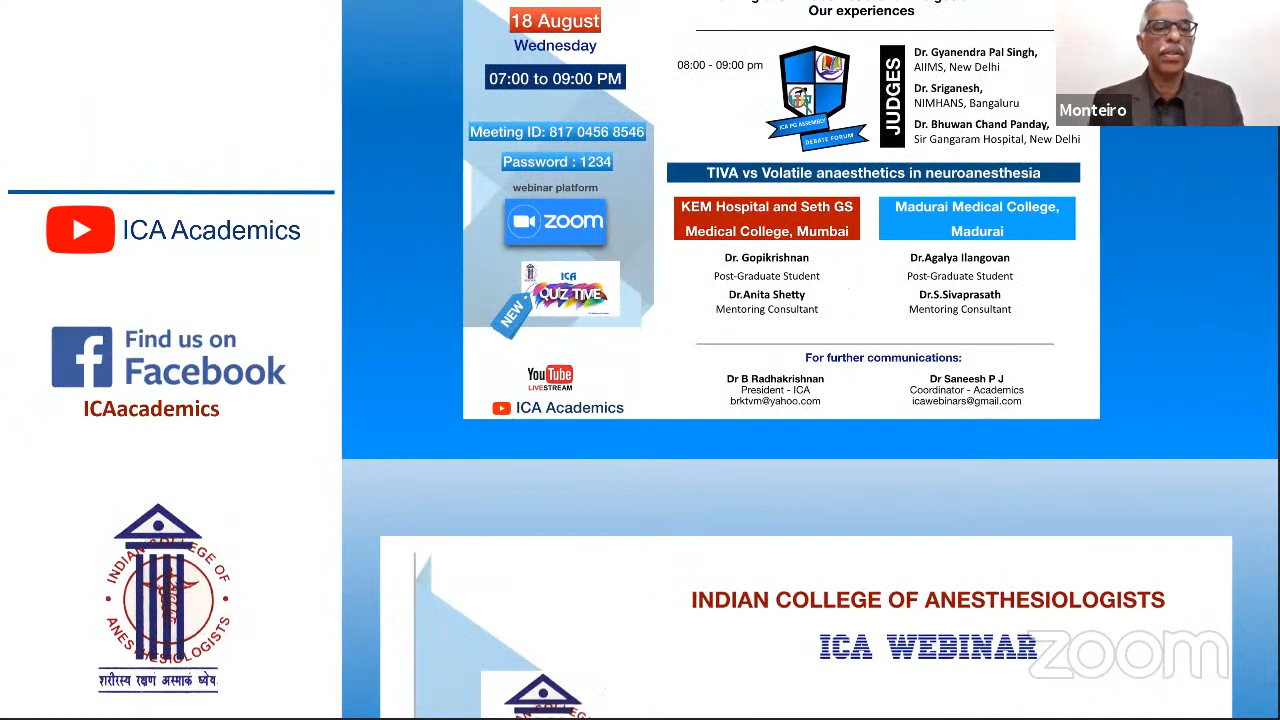 Our experiences
18 August
Wednesday
07:00 to 09:00 PM
Meeting ID: 817 0456 8546
Password : 1234
webinar platform
zoom
ICA
QUIZ TIME
NEW
You Tube
LIVESTREAM
ICA Academics
08:00 - 09:00 pm
ICA PG ASSEMBLY
DEBATE FORUM
JUDGES
Dr. Gyanendra Pal Singh,
AIIMS, New Delhi
Dr. Sriganesh,
NIMHANS, Bangaluru
Dr. Bhuwan Chand Panday,
Sir Gangaram Hospital, New Delhi
Monteiro
TIVA vs Volatile anaesthetics in neuroanesthesia
KEM Hospital and Seth GS
Medical College, Mumbai
Dr. Gopikrishnan
Post-Graduate Student
Dr.Anita Shetty
Mentoring Consultant
Madurai Medical College,
Madurai
Dr.Agalya Ilangovan
Post-Graduate Student
Dr.S.Sivaprasath
Mentoring Consultant
For further communications:
Dr B Radhakrishnan
President - ICA
brktvm@yahoo.com
Dr Saneesh P J
Coordinator - Academics
icawebinars@gmail.com
ICA Academics
Find us on
Facebook
ICAacademics
INDIAN COLLEGE OF
ANESTHESIOLOGISTS
शरीरस्य रक्षणं अस्माकं ध्येय
INDIAN COLLEGE OF ANESTHESIOLOGISTS
ICA WEBINAR
zoom